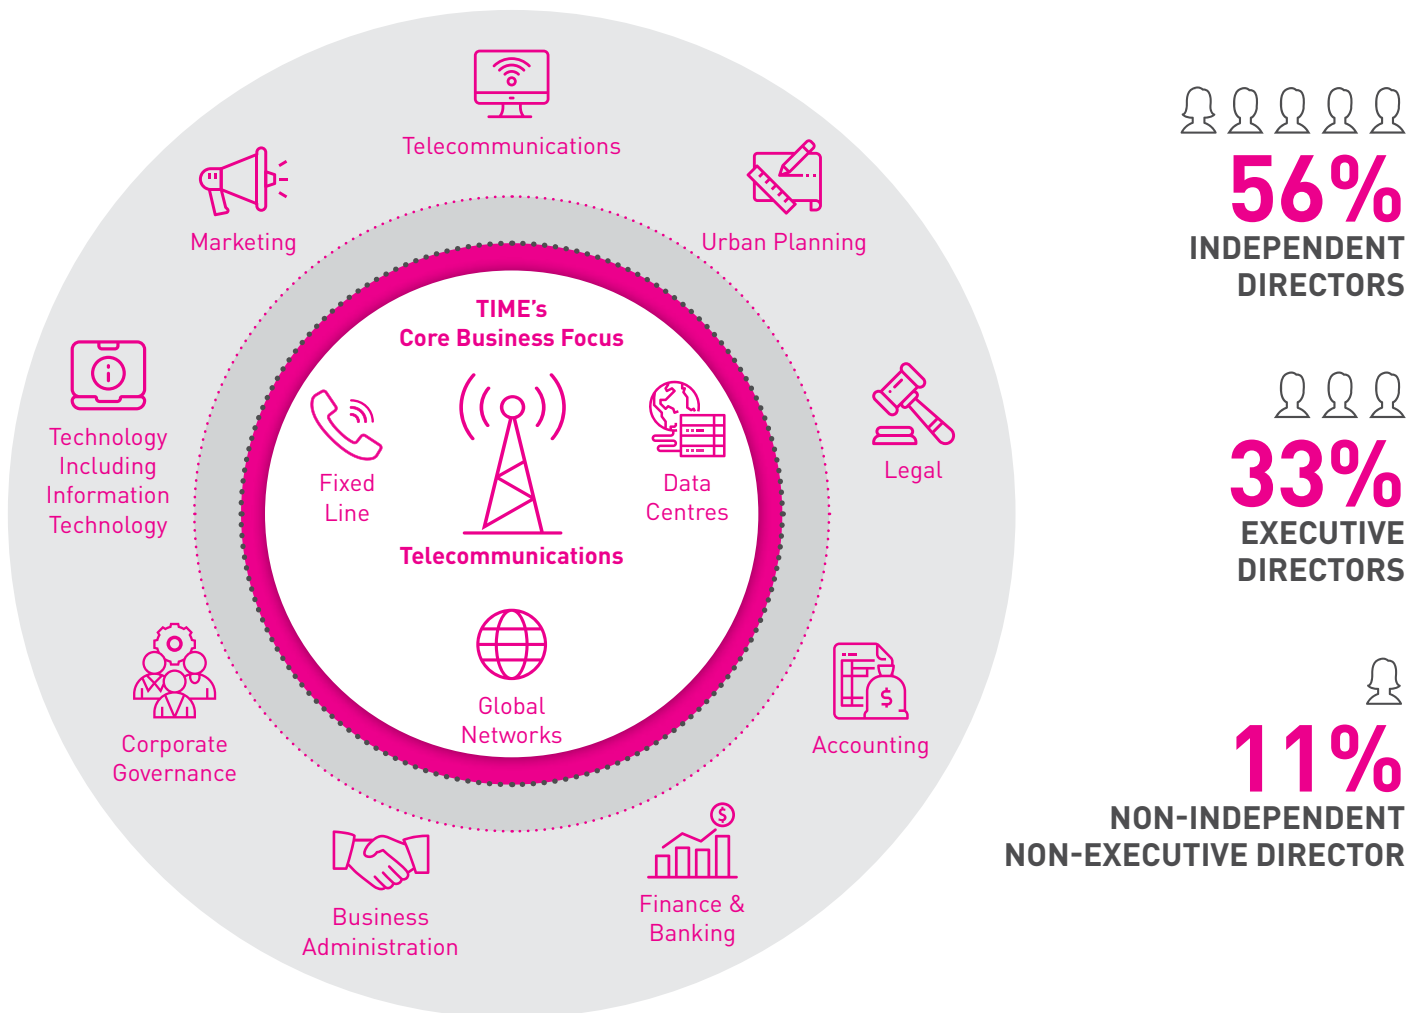 Telecommunications
Marketing
Urban Planning
TIME's
Core Business Focus
Technology
Including
Information
Technology
Fixed
Line
Data
Centres
Legal
Telecommunications
Global
Networks
Corporate
Governance
Accounting
$
Business
Administration
$
Finance &
Banking
56%
INDEPENDENT
DIRECTORS
33%
EXECUTIVE
DIRECTORS
11%
NON-INDEPENDENT
NON-EXECUTIVE DIRECTOR